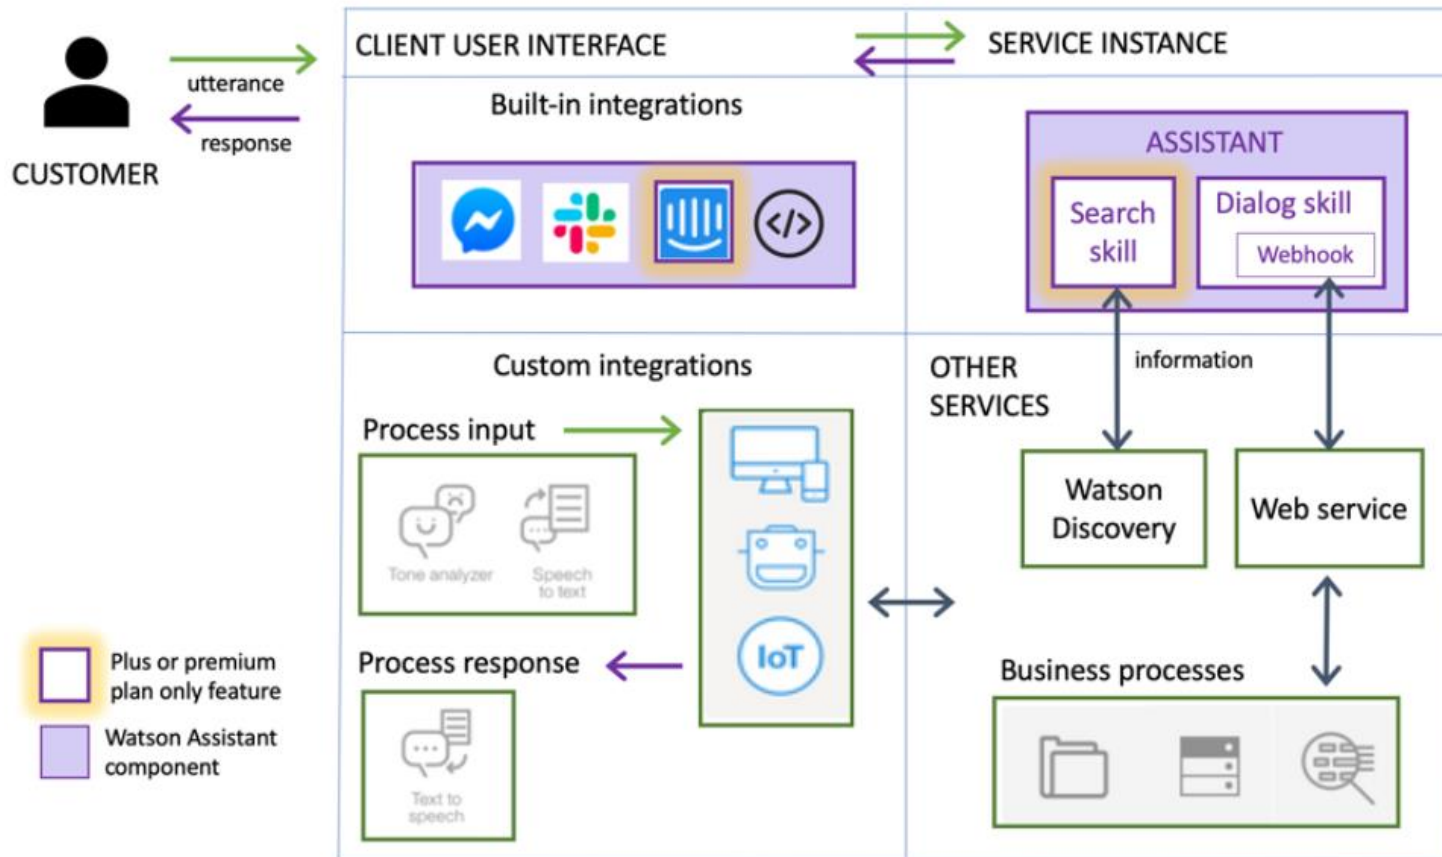 CLIENT USER INTERFACE
SERVICE INSTANCE
utterance
response
CUSTOMER
Built-in integrations
</>
ASSISTANT
Search
skill
Dialog skill
Webhook
Custom integrations
Process input
Tone analyzer
Speech
to text
IoT
Process response
Text to
speech
OTHER
SERVICES
information
Watson
Discovery
Web service
Business processes
Plus or premium
plan only feature
Watson Assistant
component